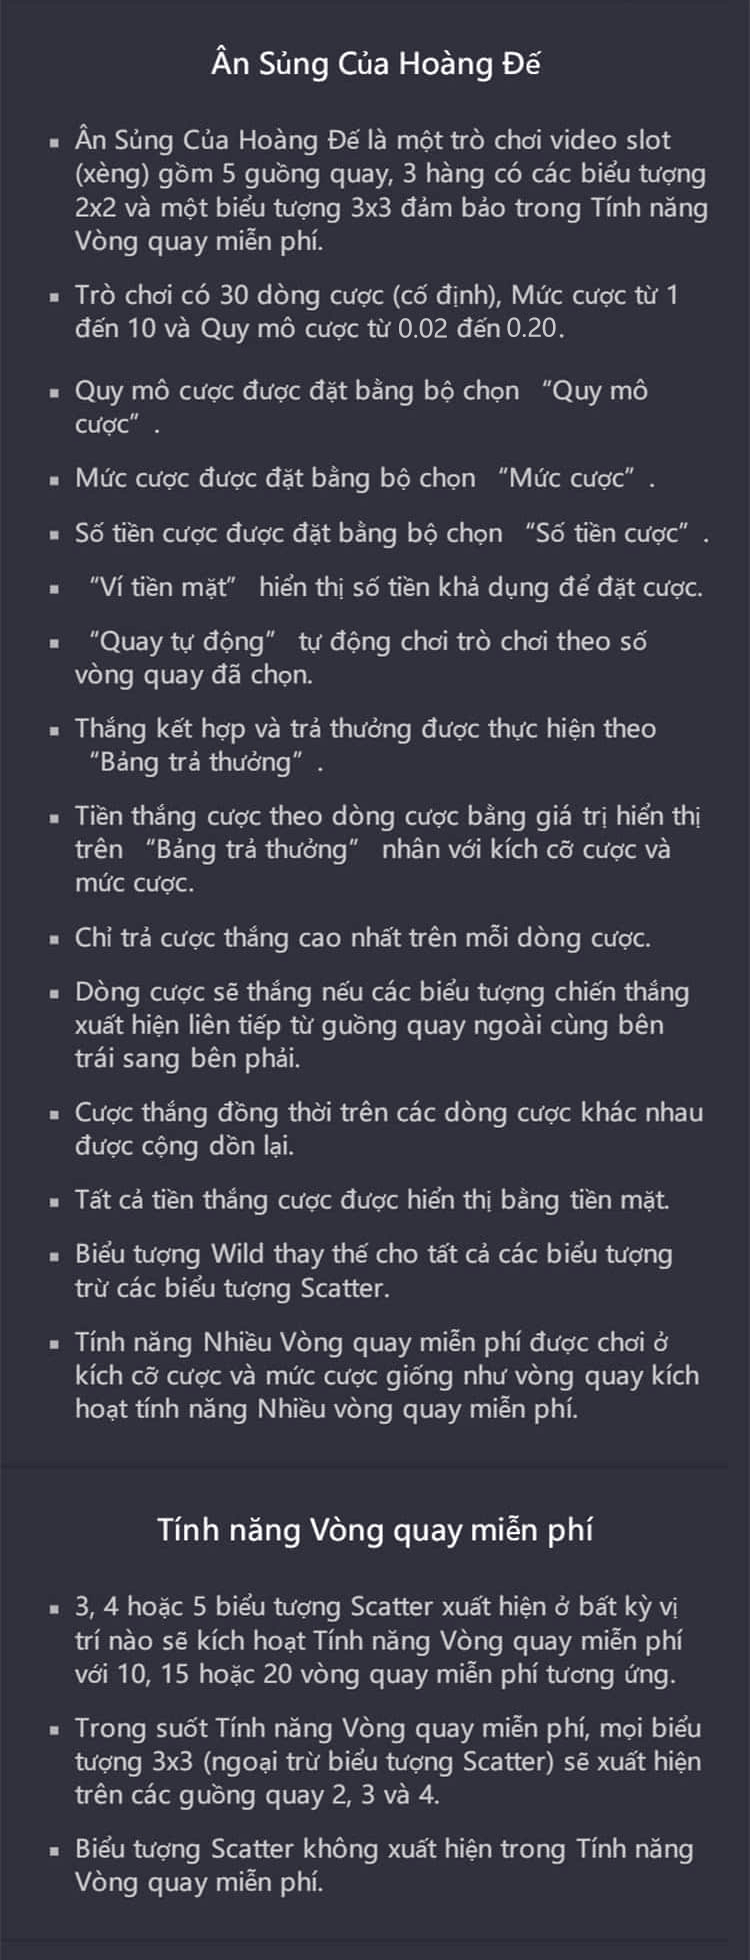 Ân Sủng Của Hoàng Đế
▪ Ân Sủng Của Hoàng Đế là một trò chơi video slot
(xèng) gồm 5 guồng quay, 3 hàng có các biểu tượng
2x2 và một biểu tượng 3x3 đảm bảo trong Tính năng
Vòng quay miễn phí.
▪ Trò chơi có 30 dòng cược (cố định), Mức cược từ 1
đến 10 và Quy mô cược từ 0.02 đến 0.20.
▪ Quy mô cược được đặt bằng bộ chọn “Quy mô
cược” .
▪ Mức cược được đặt bằng bộ chọn “Mức cược” .
▪ Số tiền cược được đặt bằng bộ chọn “Số tiền cược” .
▪ “Ví tiền mặt” hiển thị số tiền khả dụng để đặt cược.
▪ “Quay tự động” tự động chơi trò chơi theo số
vòng quay đã chọn.
▪ Thắng kết hợp và trả thưởng được thực hiện theo
“Bảng trả thưởng” .
▪ Tiền thắng cược theo dòng cược bằng giá trị hiển thị
trên “Bảng trả thưởng” nhân với kích cỡ cược và
mức cược.
▪ Chỉ trả cược thắng cao nhất trên mỗi dòng cược.
▪ Dòng cược sẽ thắng nếu các biểu tượng chiến thắng
xuất hiện liên tiếp từ guồng quay ngoài cùng bên
trái sang bên phải.
▪ Cược thắng đồng thời trên các dòng cược khác nhau
được cộng dồn lại.
▪ Tất cả tiền thắng cược được hiển thị bằng tiền mặt.
▪ Biểu tượng Wild thay thế cho tất cả các biểu tượng
trừ các biểu tượng Scatter.
▪ Tính năng Nhiều Vòng quay miễn phí được chơi ở
kích cỡ cược và mức cược giống như vòng quay kích
hoạt tính năng Nhiều vòng quay miễn phí.
Tính năng Vòng quay miễn phí
▪ 3, 4 hoặc 5 biểu tượng Scatter xuất hiện ở bất kỳ vị
trí nào sẽ kích hoạt Tính năng Vòng quay miễn phí
với 10, 15 hoặc 20 vòng quay miễn phí tương ứng.
▪ Trong suốt Tính năng Vòng quay miễn phí, mọi biểu
tượng 3x3 (ngoại trừ biểu tượng Scatter) sẽ xuất hiện
trên các guồng quay 2, 3 và 4.
▪ Biểu tượng Scatter không xuất hiện trong Tính năng
Vòng quay miễn phí.